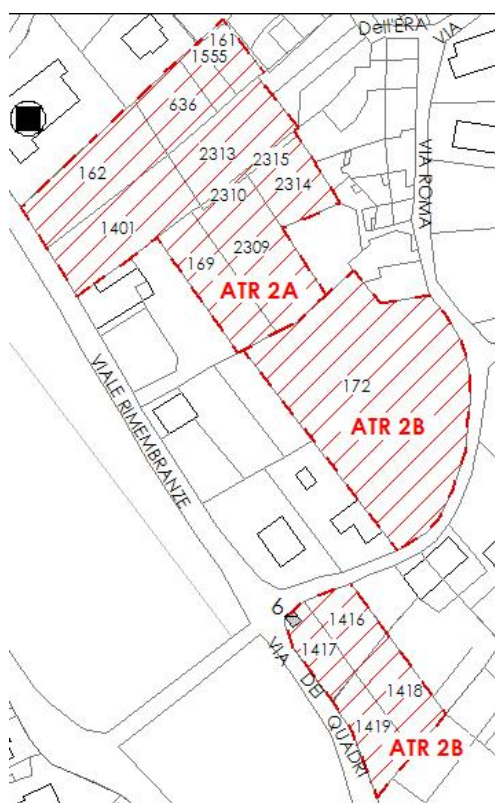 Dell'ERA
VIA
161
1555
636
162
2313
2315
2314
2310
1401
2309
169
ATR 2A
VIA ROMA
172
ATR 2B
VIALE RIMEMBRANZE
6
1416
1417
1418
1419
VIA DEI QUADRI
ATR 2B